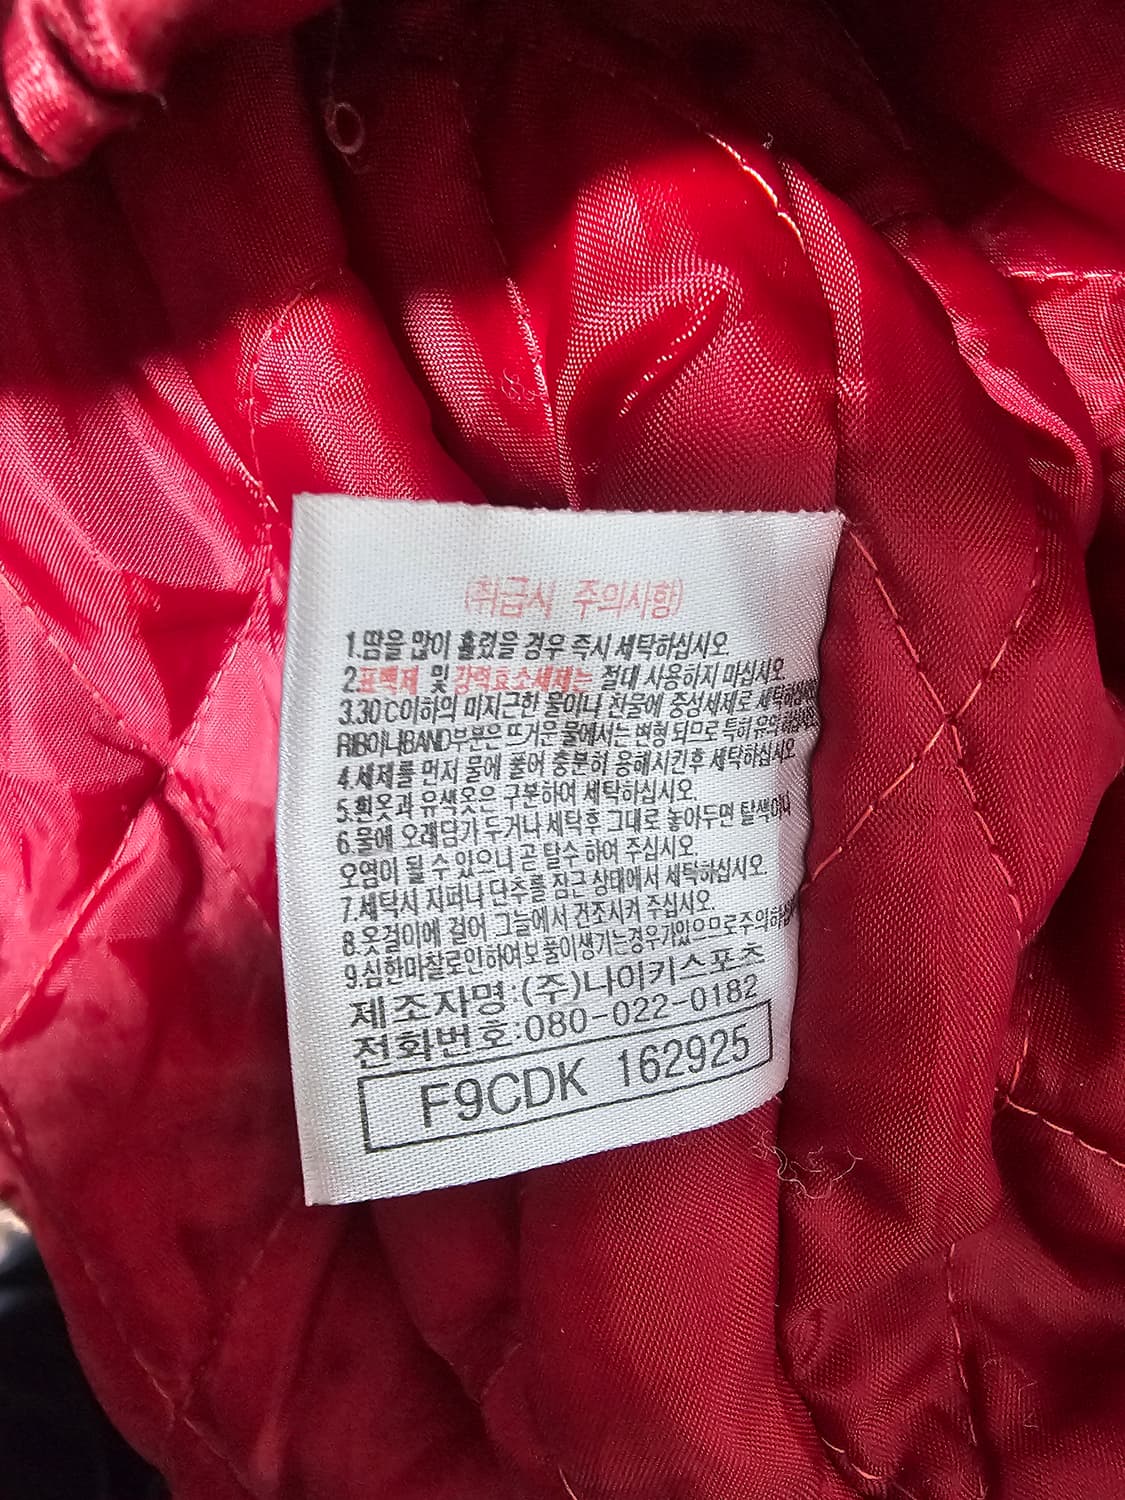 (취급시 주의사항)
1.땀을 많이 흘렸을 경우 즉시 세탁하십시오
2.표백제 및 강력효소세제는 절대 사용하지 마십시오.
3.30℃이하의 미지근한 물이나 찬물에 중성세제로
RIB이나BAND부분은 뜨거운 물에서는 변형 되므로 특히
4.세제를 먼저 물에 풀어 충분히 용해시킨후 세탁하십시오
5.흰옷과 유색옷은 구분하여 세탁하십시오.
6.물에 오래담가 두거나 세탁후 그대로 놓아두면 탈색이나
오염이 될 수 있으니 곧 탈수 하여 주십시오.
7.세탁시 지퍼나 단추를 잠근 상태에서 세탁하십시오.
8.옷걸이에 걸어 그늘에서 건조시켜 주십시오.
9.심한마찰로인하여보풀이생기는경우가있으므로
제조자명:(주)나이키스포츠
전화번호:080-022-0182
F9CDK 162925